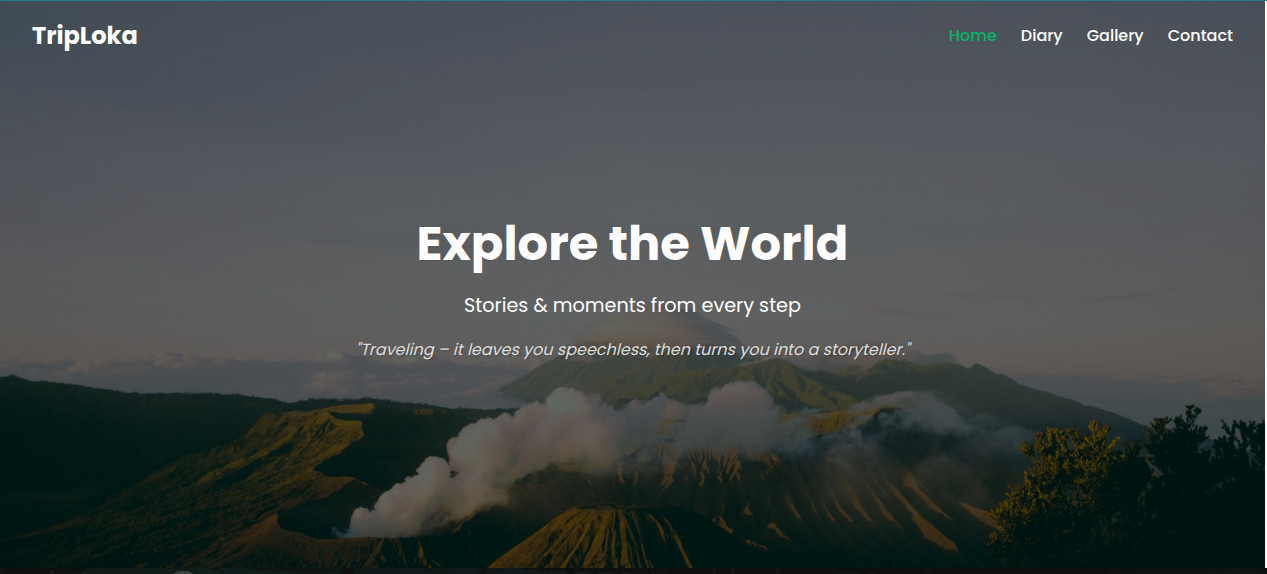 TripLoka
Home Diary Gallery Contact
Explore the World
Stories & moments from every step
"Traveling – it leaves you speechless, then turns you into a storyteller."